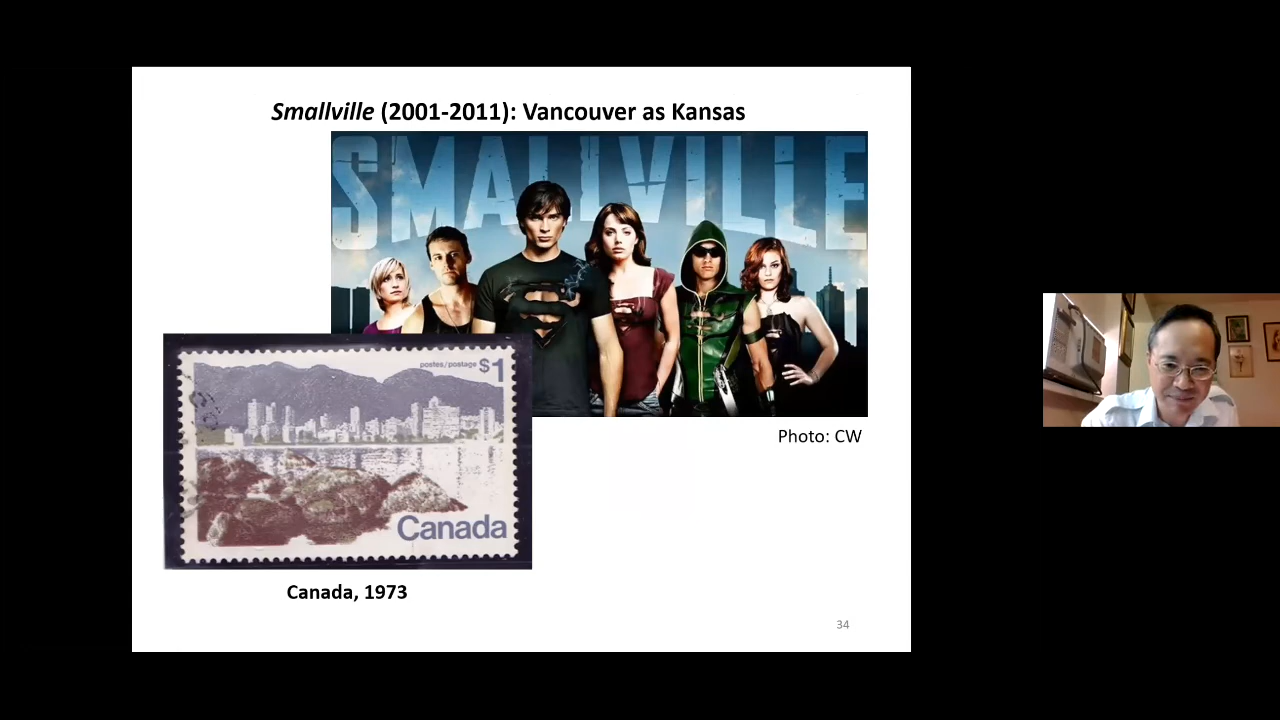 Smallville (2001-2011): Vancouver as Kansas
SMALLVILLE
postes/postage $1
Canada
Photo: CW
Canada, 1973
34